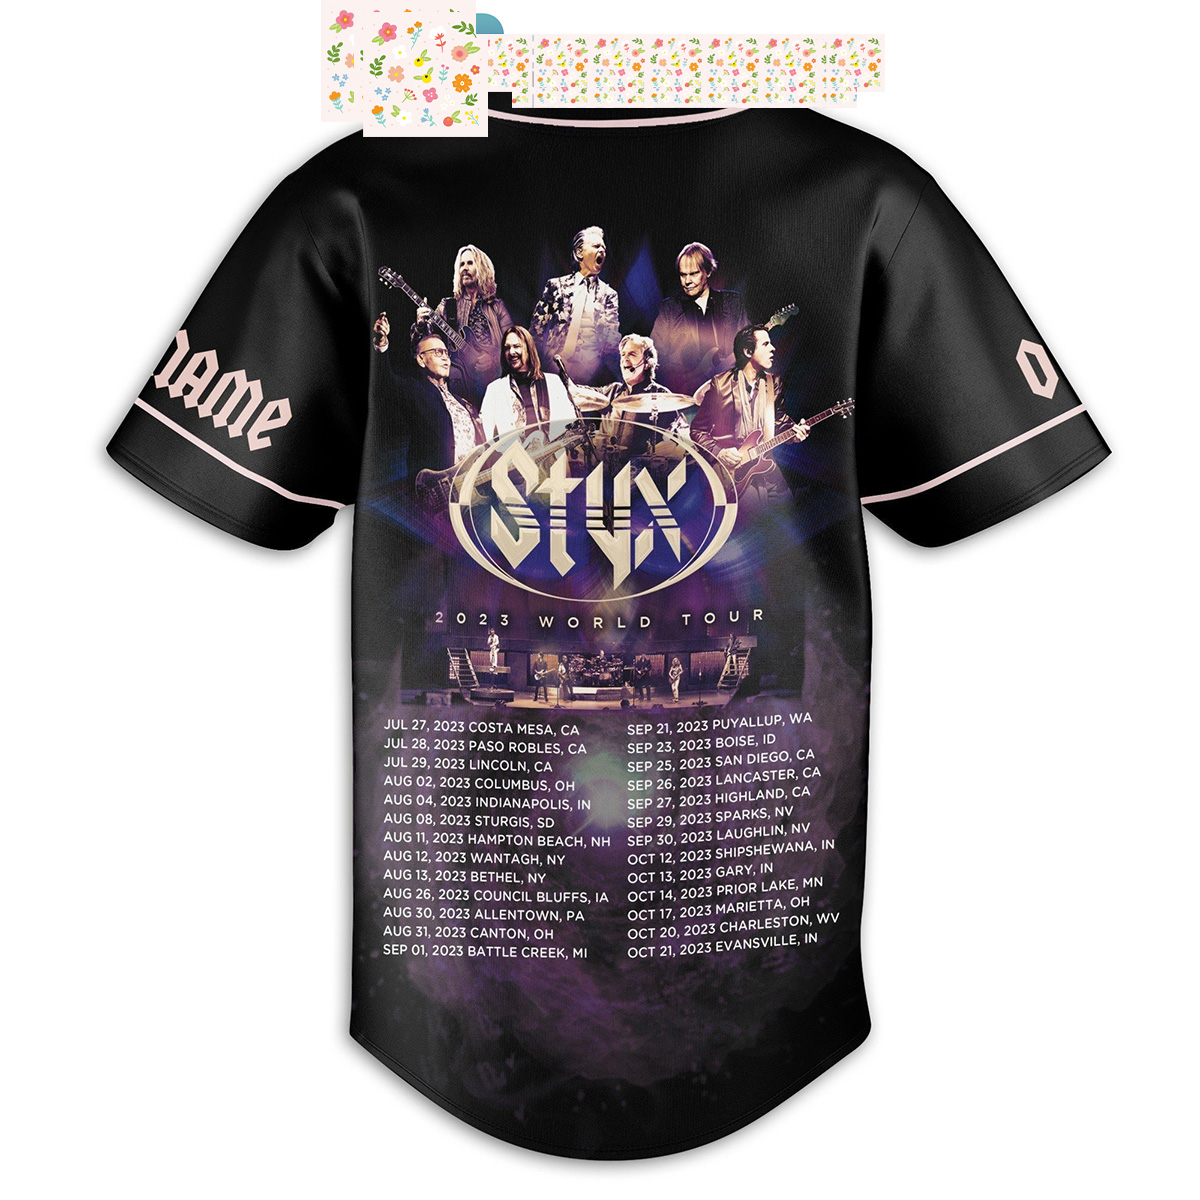 NAME
0
Styx
2023 WORLD TOUR
JUL 27, 2023 COSTA MESA, CA
JUL 28, 2023 PASO ROBLES, CA
JUL 29, 2023 LINCOLN, CA
AUG 02, 2023 COLUMBUS, OH
AUG 04, 2023 INDIANAPOLIS, IN
AUG 08, 2023 STURGIS, SD
AUG 11, 2023 HAMPTON BEACH, NH
AUG 12, 2023 WANTAGH, NY
AUG 13, 2023 BETHEL, NY
AUG 26, 2023 COUNCIL BLUFFS, IA
AUG 30, 2023 ALLENTOWN, PA
AUG 31, 2023 CANTON, OH
SEP 01, 2023 BATTLE CREEK, MI
SEP 21, 2023 PUYALLUP, WA
SEP 23, 2023 BOISE, ID
SEP 25, 2023 SAN DIEGO, CA
SEP 26, 2023 LANCASTER, CA
SEP 27, 2023 HIGHLAND, CA
SEP 29, 2023 SPARKS, NV
SEP 30, 2023 LAUGHLIN, NV
OCT 12, 2023 SHIPSHEWANA, IN
OCT 13, 2023 GARY, IN
OCT 14, 2023 PRIOR LAKE, MN
OCT 17, 2023 MARIETTA, OH
OCT 20, 2023 CHARLESTON, WV
OCT 21, 2023 EVANSVILLE, IN